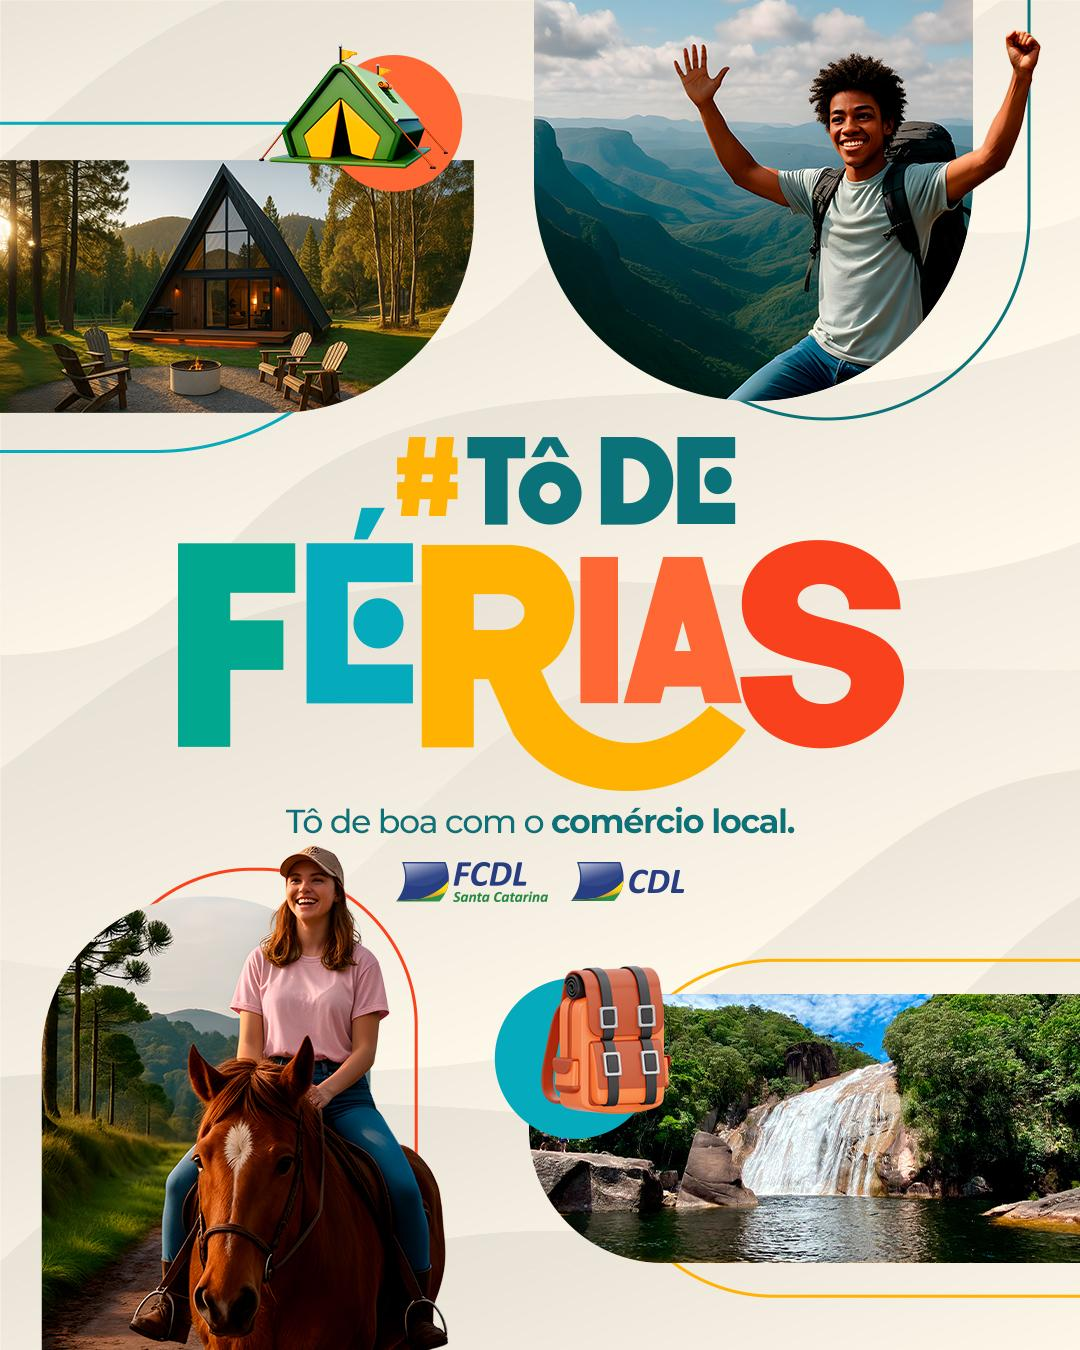 #TÔ DE
FÉRIAS
Tô de boa com o comércio local.
FCDL
Santa Catarina
CDL